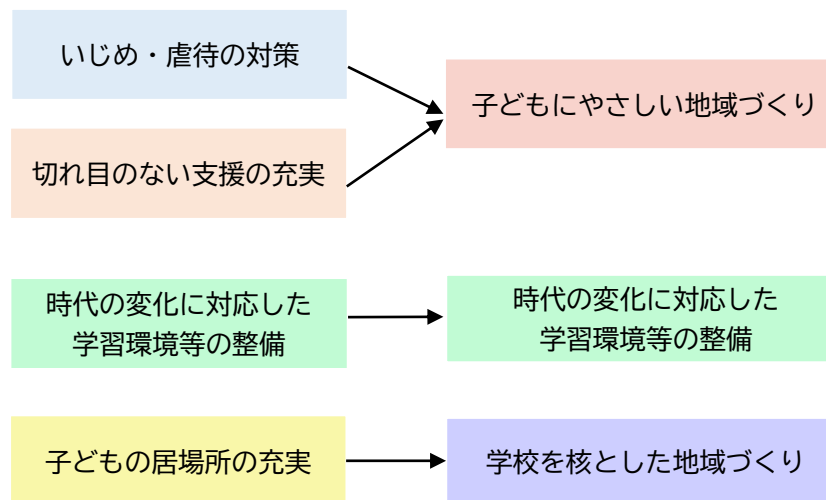 いじめ・虐待の対策
子どもにやさしい地域づくり
切れ目のない支援の充実
時代の変化に対応した
学習環境等の整備
時代の変化に対応した
学習環境等の整備
子どもの居場所の充実
学校を核とした地域づくり